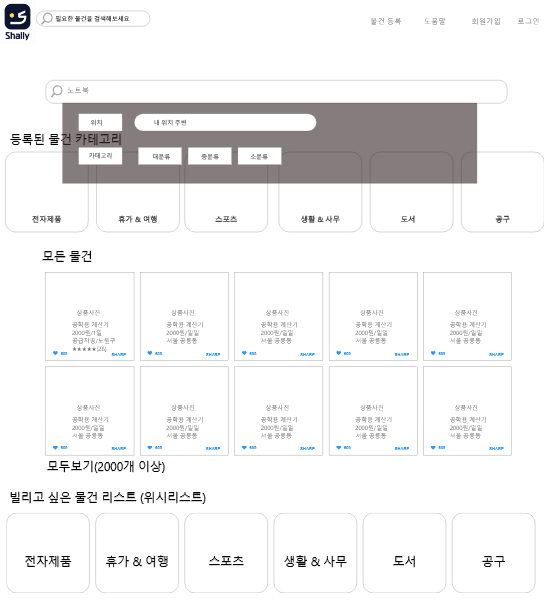 Shally
필요한 물건을 검색해보세요
물건 등록 도움말 회원가입 로그인
노트북
위치 내 위치 주변
등록된 물건 카테고리
카테고리 대분류 중분류 소분류
전자제품 휴가 & 여행 스포츠 생활 & 사무 도서 공구
모든 물건
상품사진 상품사진 상품사진 상품사진 상품사진
공학용 계산기 공학용 계산기 공학용 계산기 공학용 계산기 공학용 계산기
2000원/1일 2000원/일일 2000원/일일 2000원/일일 2000원/일일
공급자명/노원구 서울 공릉동 서울 공릉동 서울 공릉동 서울 공릉동
★★★★★(26)
603 SHARP 603 SHARP 603 SHARP 603 SHARP 603 SHARP
상품사진 상품사진 상품사진 상품사진 상품사진
공학용 계산기 공학용 계산기 공학용 계산기 공학용 계산기 공학용 계산기
2000원/일일 2000원/일일 2000원/일일 2000원/일일 2000원/일일
서울 공릉동 서울 공릉동 서울 공릉동 서울 공릉동 서울 공릉동
603 SHARP 603 SHARP 603 SHARP 603 SHARP 603 SHARP
모두보기(2000개 이상)
빌리고 싶은 물건 리스트 (위시리스트)
전자제품 휴가 & 여행 스포츠 생활 & 사무 도서 공구